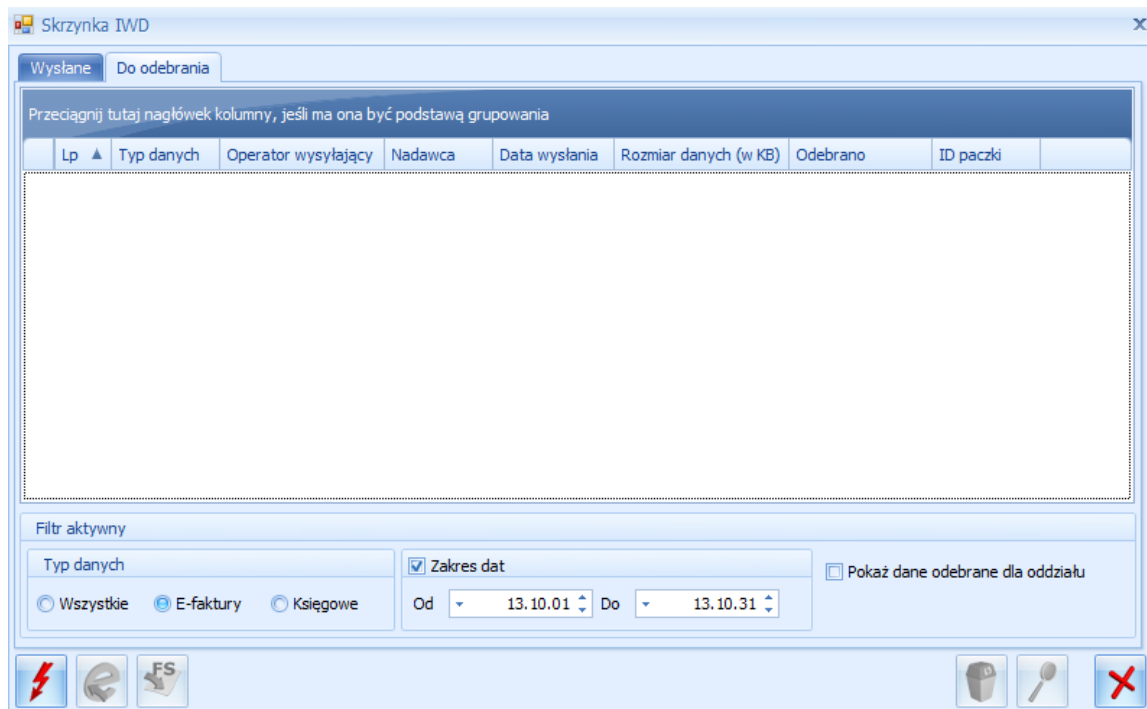 Skrzynka IWD
Wysłane Do odebrania
Przeciągnij tutaj nagłówek kolumny, jeśli ma ona być podstawą grupowania
Lp Typ danych Operator wysyłający Nadawca Data wysłania Rozmiar danych (w KB) Odebrano ID paczki
Filtr aktywny
Typ danych Zakres dat Pokaż dane odebrane dla oddziału
Wszystkie E-faktury Księgowe Od 13.10.01 Do 13.10.31
FS